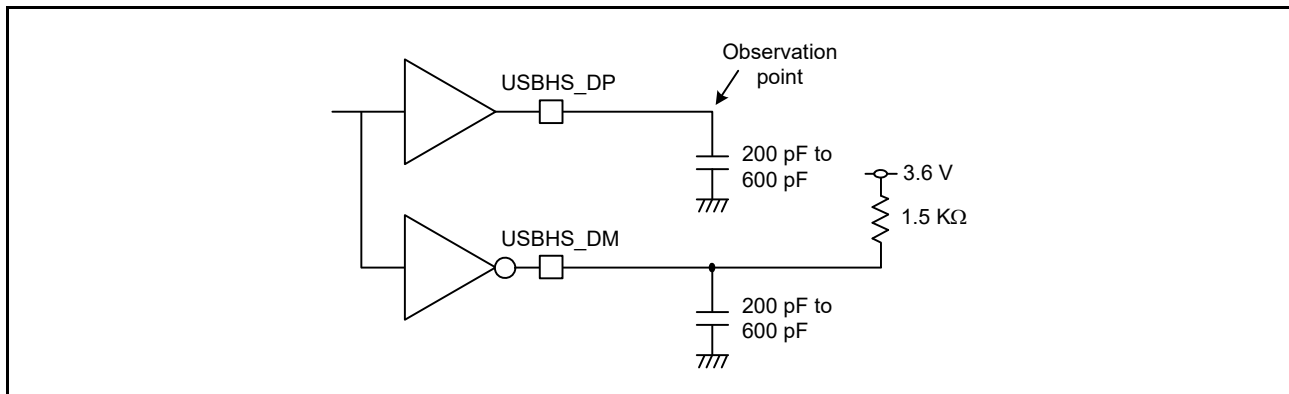 Observation
point
USBHS_DP
200 pF to
600 pF
3.6 V
1.5 KΩ
USBHS_DM
200 pF to
600 pF